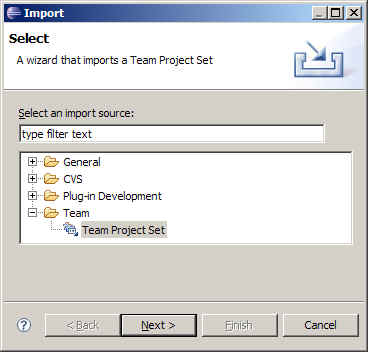 Import
Select
A wizard that imports a Team Project Set
Select an import source:
type filter text
General
CVS
Plug-in Development
Team
Team Project Set
? < Back Next > Finish Cancel